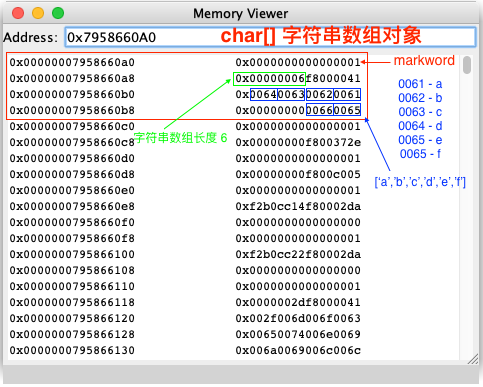 Memory Viewer
Address: 0x7958660A0
char[] 字符串数组对象
0x00000007958660a0 0x0000000000000001 markword
0x00000007958660a8 0x00000006f8000041
0x00000007958660b0 0x0064006300620061
0x00000007958660b8 0x0000000000660065
0x00000007958660c0 0x0000000000000001
0x00000007958660c8 0x00000000f800372e
0x00000007958660d0 0x0000000000000001
0x00000007958660d8 0x00000000f800c005
0x00000007958660e0 0x0000000000000001
0x00000007958660e8 0xf2b0cc14f80002da
0x00000007958660f0 0x0000000000000000
0x00000007958660f8 0x0000000000000001
0x0000000795866100 0xf2b0cc22f80002da
0x0000000795866108 0x0000000000000000
0x0000000795866110 0x0000000000000001
0x0000000795866118 0x0000002df8000041
0x0000000795866120 0x002f006d006f0063
0x0000000795866128 0x00650074006e0069
0x0000000795866130 0x006a0069006c006c
字符串数组长度 6
0061 - a
0062 - b
0063 - c
0064 - d
0065 - e
0065 - f
['a','b','c','d','e','f']